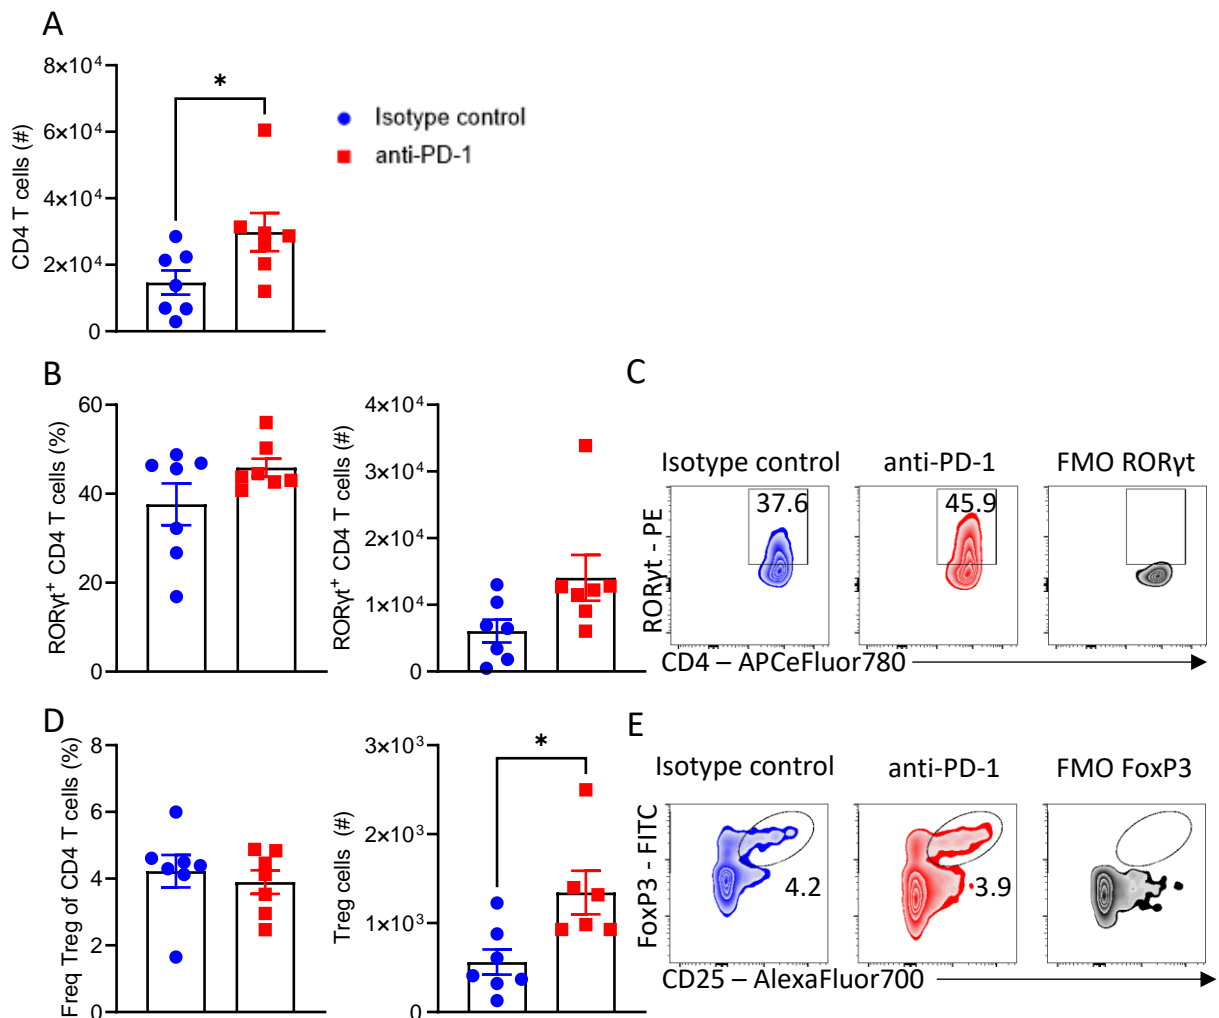 A
CD4 T cells (#)
8×10⁴
6×10⁴
4×10⁴
2×10⁴
0
*
Isotype control
anti-PD-1
B
RORγt⁺ CD4 T cells (%)
60
40
20
0
RORγt⁺ CD4 T cells (#)
4×10⁴
3×10⁴
2×10⁴
1×10⁴
0
C
Isotype control
anti-PD-1
FMO RORγt
37.6
45.9
RORγt - PE
CD4 – APCeFluor780
D
Freq Treg of CD4 T cells (%)
8
6
4
2
0
Treg cells (#)
3×10³
2×10³
1×10³
0
*
E
Isotype control
anti-PD-1
FMO FoxP3
4.2
3.9
FoxP3 - FITC
CD25 – AlexaFluor700